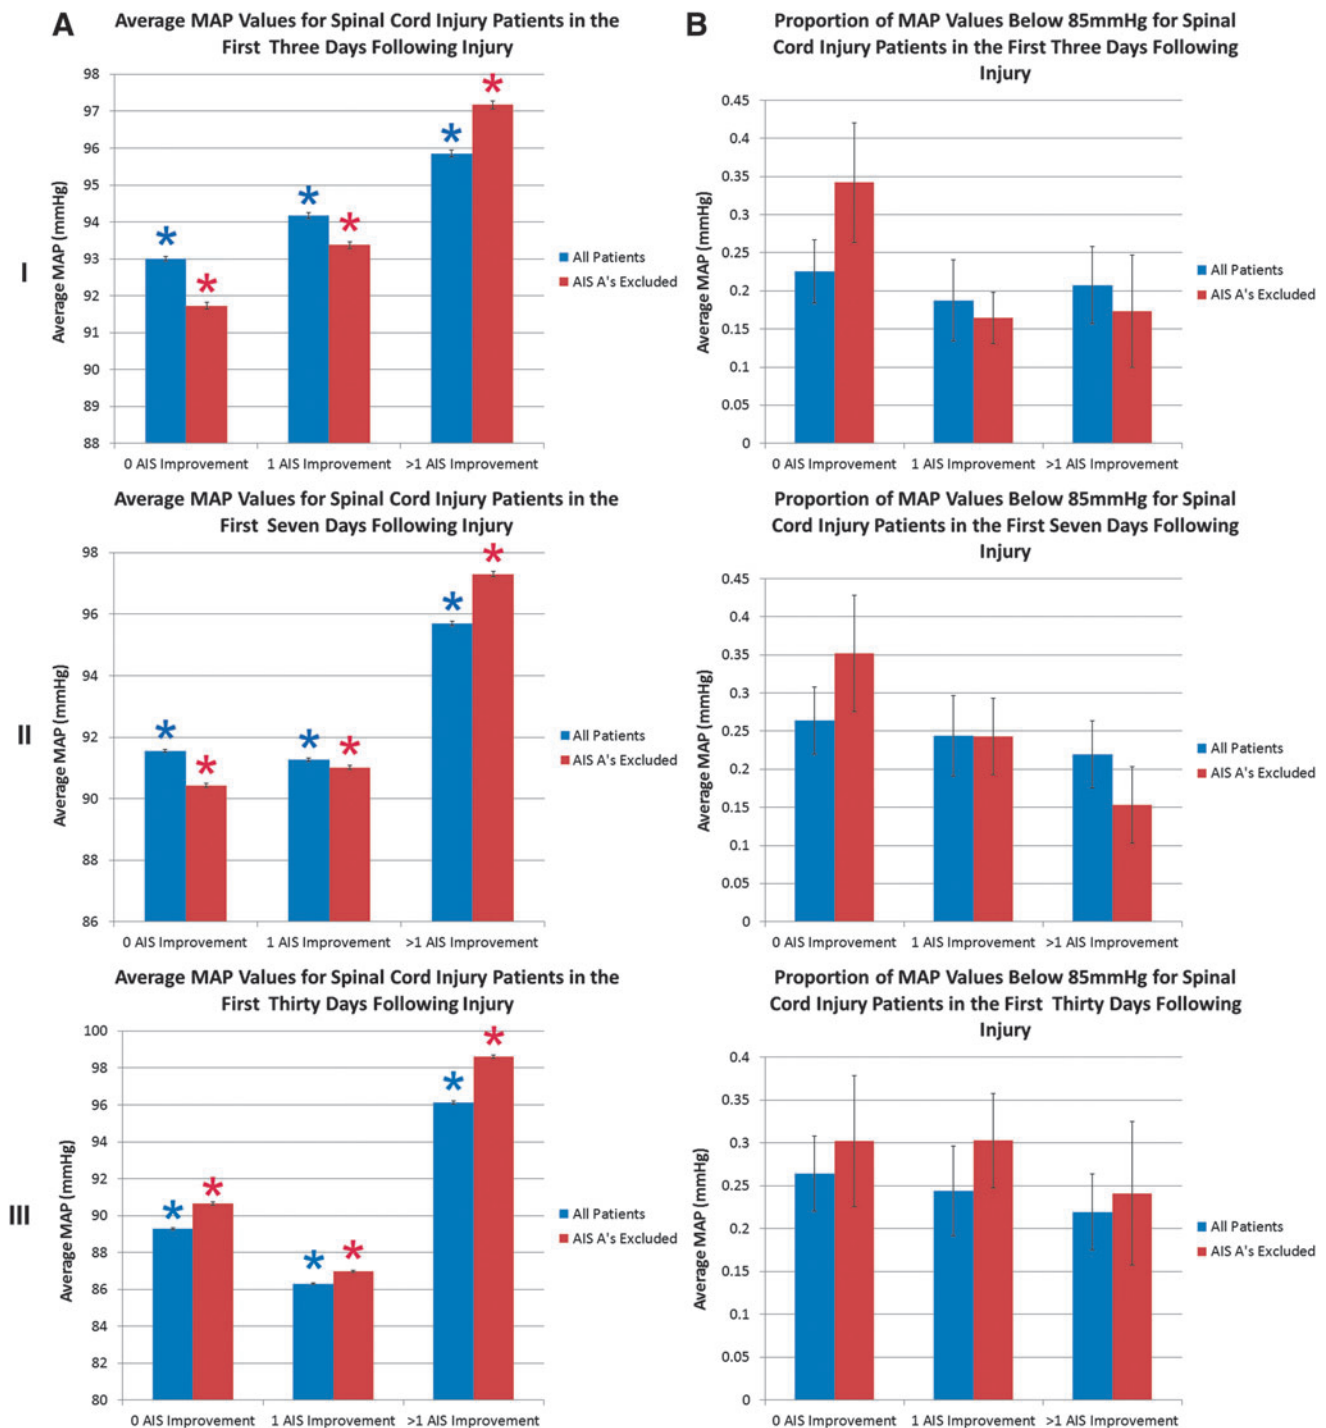 A
Average MAP Values for Spinal Cord Injury Patients in the
First Three Days Following Injury
I
Average MAP (mmHg)
98
97
96
95
94
93
92
91
90
89
88
0 AIS Improvement 1 AIS Improvement >1 AIS Improvement
All Patients
AIS A's Excluded
B
Proportion of MAP Values Below 85mmHg for Spinal
Cord Injury Patients in the First Three Days Following
Injury
Average MAP (mmHg)
0.45
0.4
0.35
0.3
0.25
0.2
0.15
0.1
0.05
0
0 AIS Improvement 1 AIS Improvement >1 AIS Improvement
All Patients
AIS A's Excluded
Average MAP Values for Spinal Cord Injury Patients in the
First Seven Days Following Injury
II
Average MAP (mmHg)
98
96
94
92
90
88
86
0 AIS Improvement 1 AIS Improvement >1 AIS Improvement
All Patients
AIS A's Excluded
Proportion of MAP Values Below 85mmHg for Spinal
Cord Injury Patients in the First Seven Days Following
Injury
Average MAP (mmHg)
0.45
0.4
0.35
0.3
0.25
0.2
0.15
0.1
0.05
0
0 AIS Improvement 1 AIS Improvement >1 AIS Improvement
All Patients
AIS A's Excluded
Average MAP Values for Spinal Cord Injury Patients in the
First Thirty Days Following Injury
III
Average MAP (mmHg)
100
98
96
94
92
90
88
86
84
82
80
0 AIS Improvement 1 AIS Improvement >1 AIS Improvement
All Patients
AIS A's Excluded
Proportion of MAP Values Below 85mmHg for Spinal
Cord Injury Patients in the First Thirty Days Following
Injury
Average MAP (mmHg)
0.4
0.35
0.3
0.25
0.2
0.15
0.1
0.05
0
0 AIS Improvement 1 AIS Improvement >1 AIS Improvement
All Patients
AIS A's Excluded